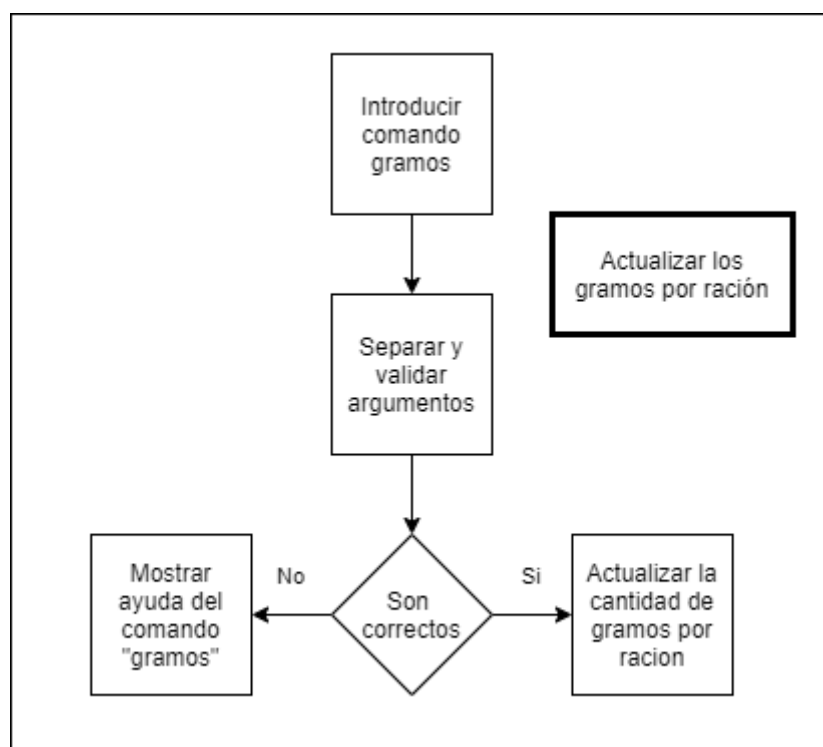 Introducir
comando
gramos
Actualizar los
gramos por ración
Separar y
validar
argumentos
Mostrar
ayuda del
comando
"gramos"
No
Son
correctos
Si
Actualizar la
cantidad de
gramos por
racion